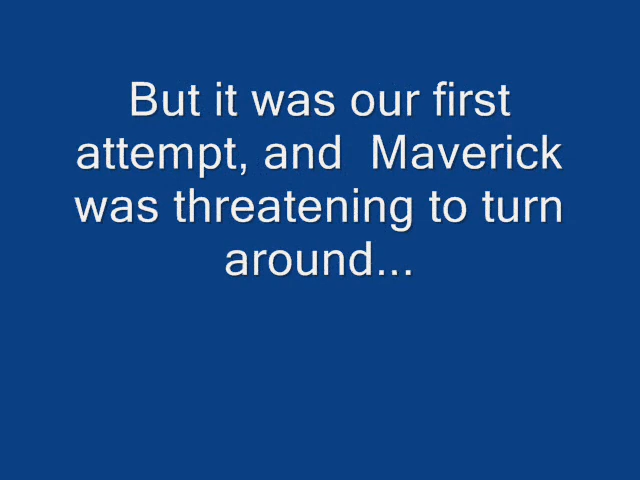 But it was our first
attempt, and  Maverick
was threatening to turn
around...